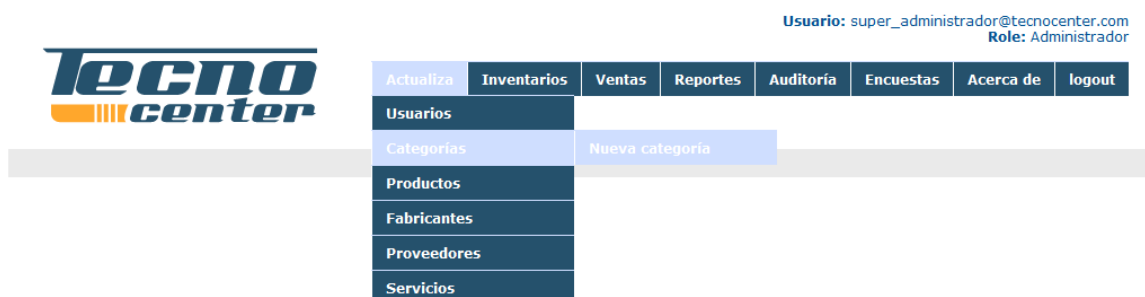 Usuario: super_administrador@tecnocenter.com
Role: Administrador
Tecno
center
Actualiza Inventarios Ventas Reportes Auditoría Encuestas Acerca de logout
Usuarios
Categorías Nueva categoría
Productos
Fabricantes
Proveedores
Servicios